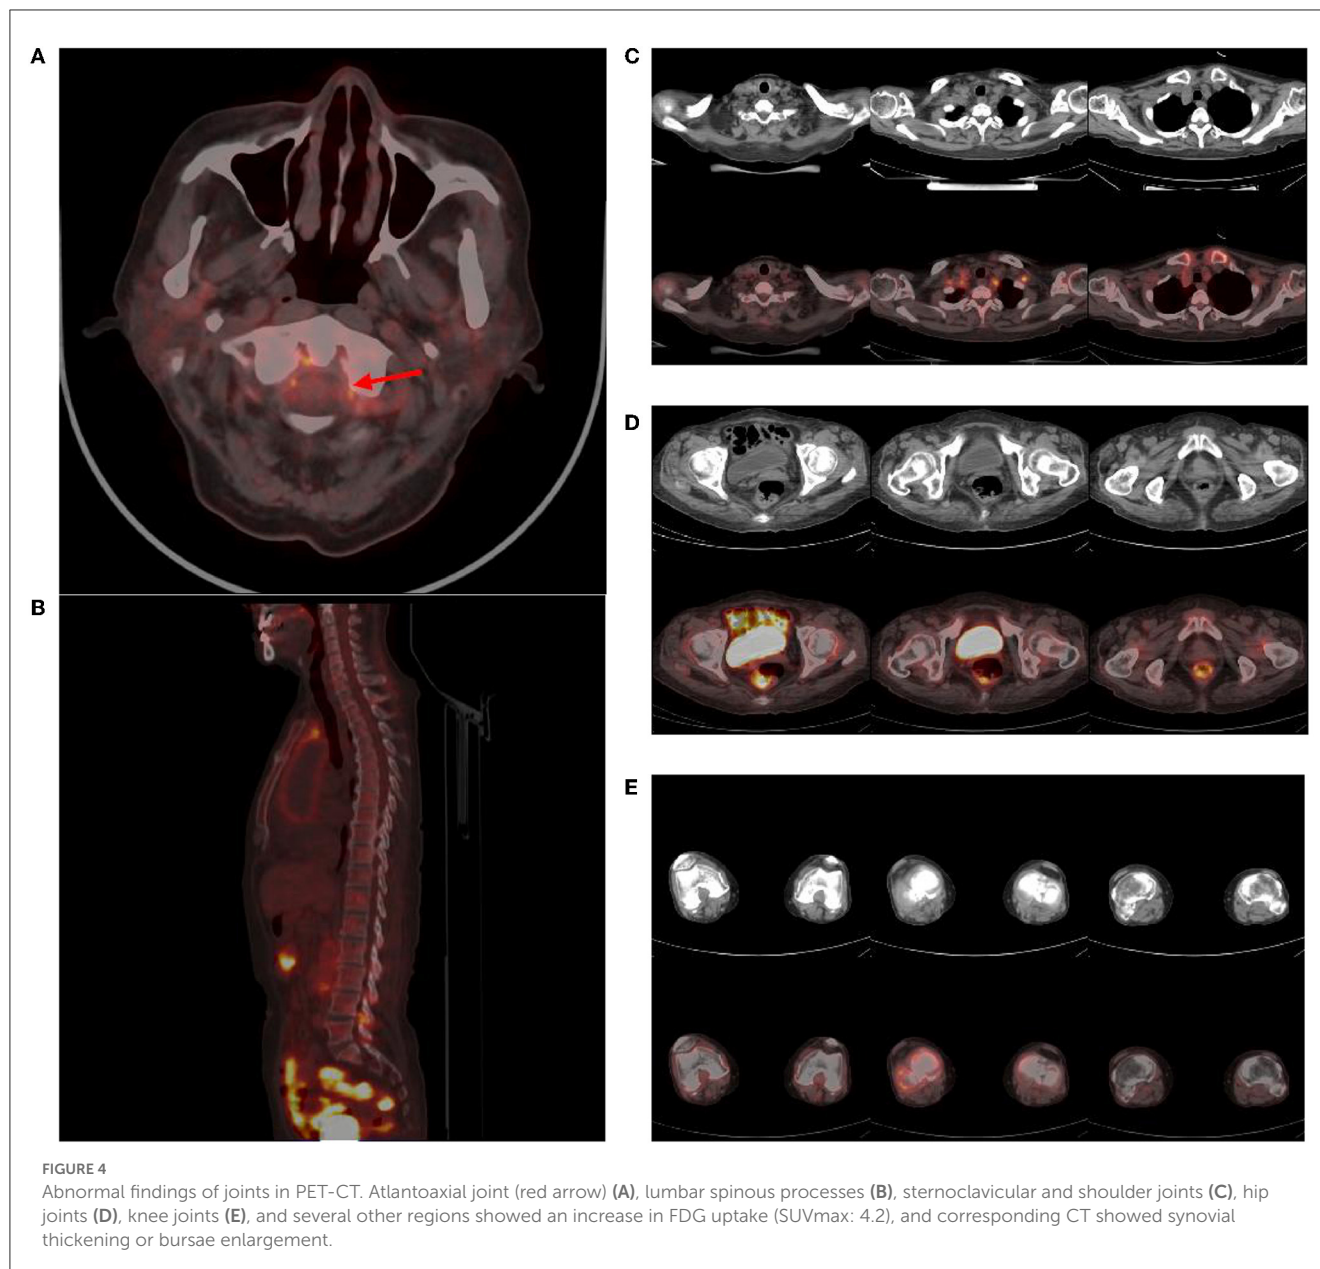 A
B
C
D
E
FIGURE 4
Abnormal findings of joints in PET-CT. Atlantoaxial joint (red arrow) (A), lumbar spinous processes (B), sternoclavicular and shoulder joints (C), hip
joints (D), knee joints (E), and several other regions showed an increase in FDG uptake (SUVmax: 4.2), and corresponding CT showed synovial
thickening or bursae enlargement.